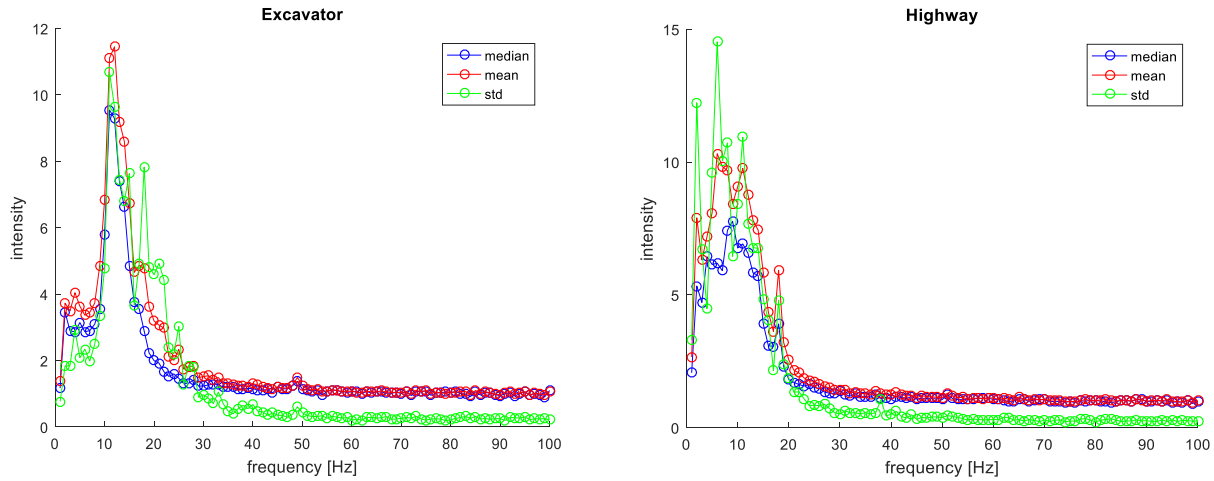 Excavator
12
10
8
6
4
2
0
intensity
0 10 20 30 40 50 60 70 80 90 100
frequency [Hz]
median
mean
std
Highway
15
10
5
0
intensity
0 10 20 30 40 50 60 70 80 90 100
frequency [Hz]
median
mean
std